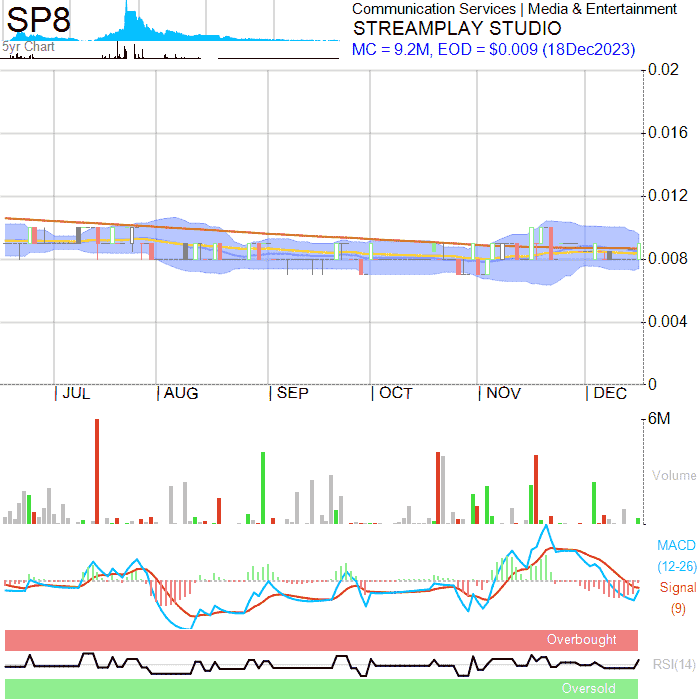 SP8
5yr Chart
Communication Services | Media & Entertainment
STREAMPLAY STUDIO
MC = 9.2M, EOD = $0.009 (18Dec2023)
0.02
0.016
0.012
0.008
0.004
0
JUL AUG SEP OCT NOV DEC
6M
Volume
MACD
(12-26)
Signal
(9)
Overbought
RSI(14)
Oversold